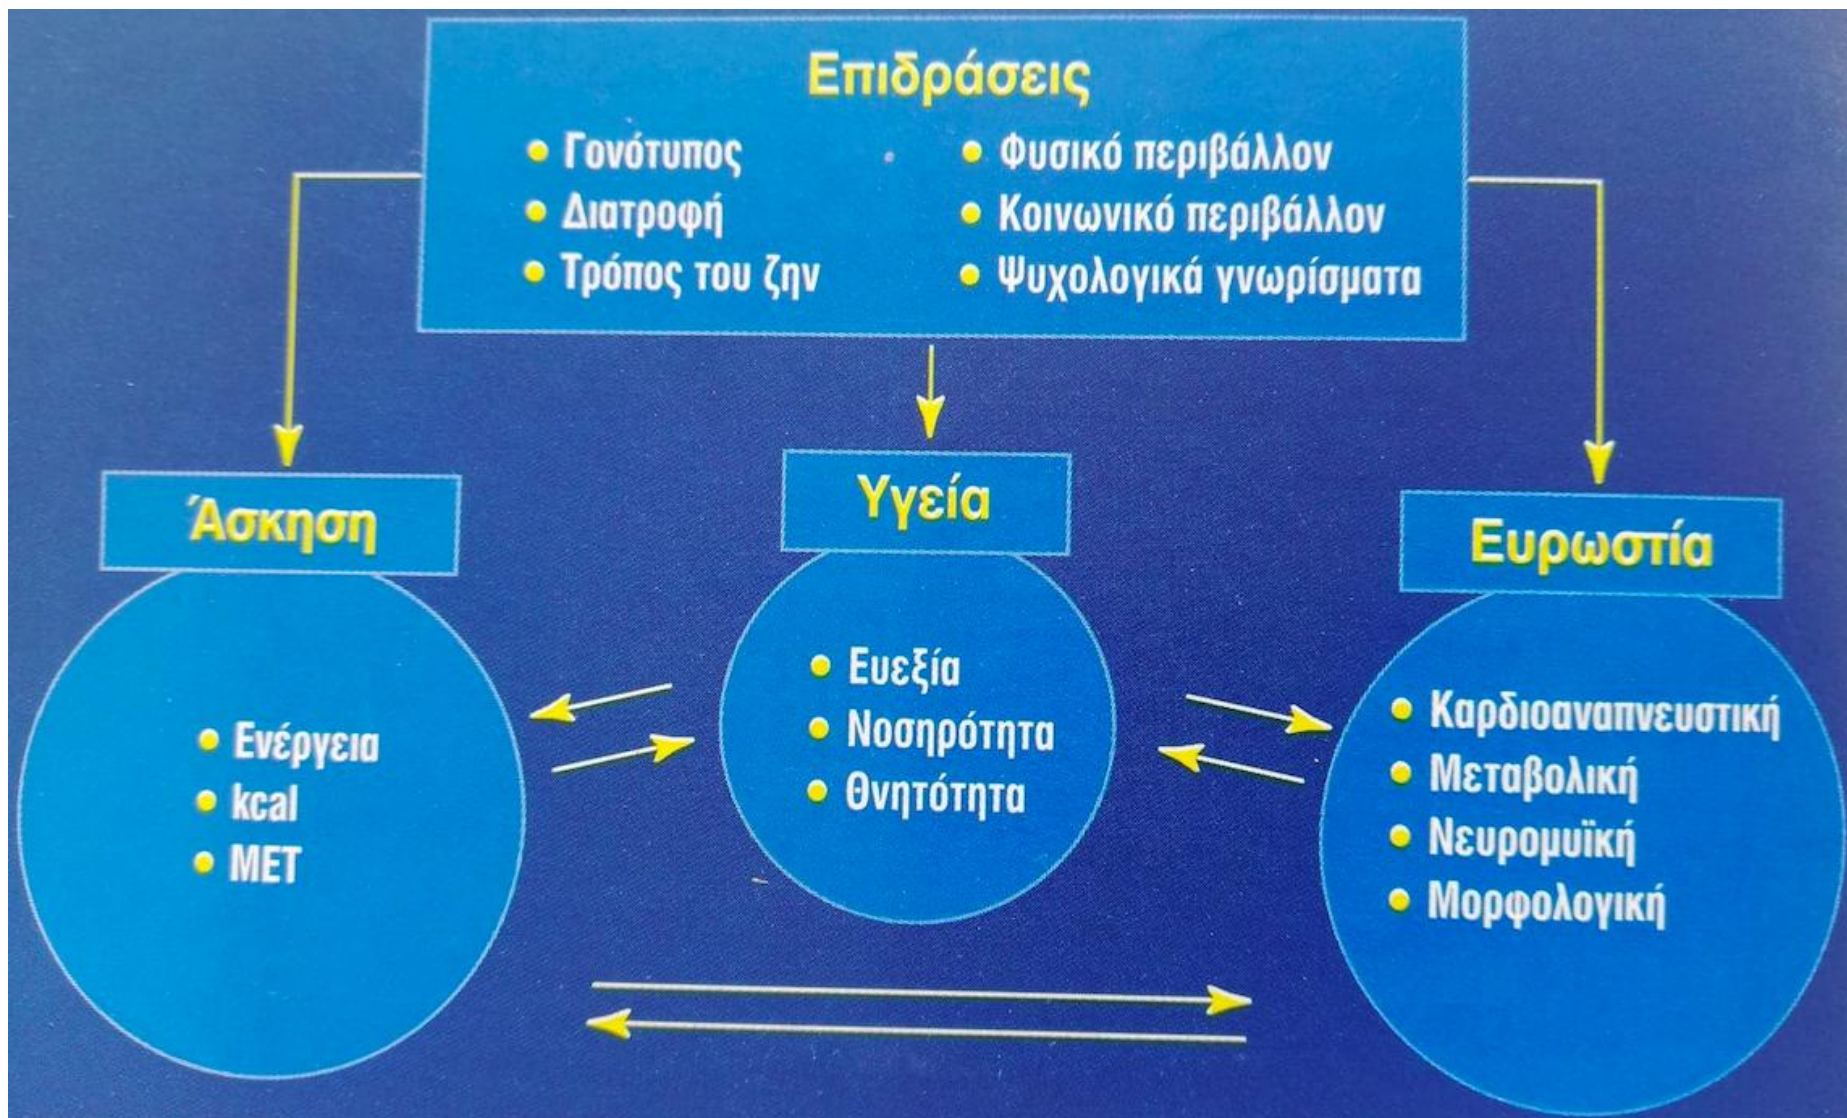 Επιδράσεις
Γονότυπος
Διατροφή
Τρόπος του ζην
Φυσικό περιβάλλον
Κοινωνικό περιβάλλον
Ψυχολογικά γνωρίσματα
Άσκηση
Ενέργεια
kcal
MET
Υγεία
Ευεξία
Νοσηρότητα
Θνητότητα
Ευρωστία
Καρδιοαναπνευστική
Μεταβολική
Νευρομυϊκή
Μορφολογική